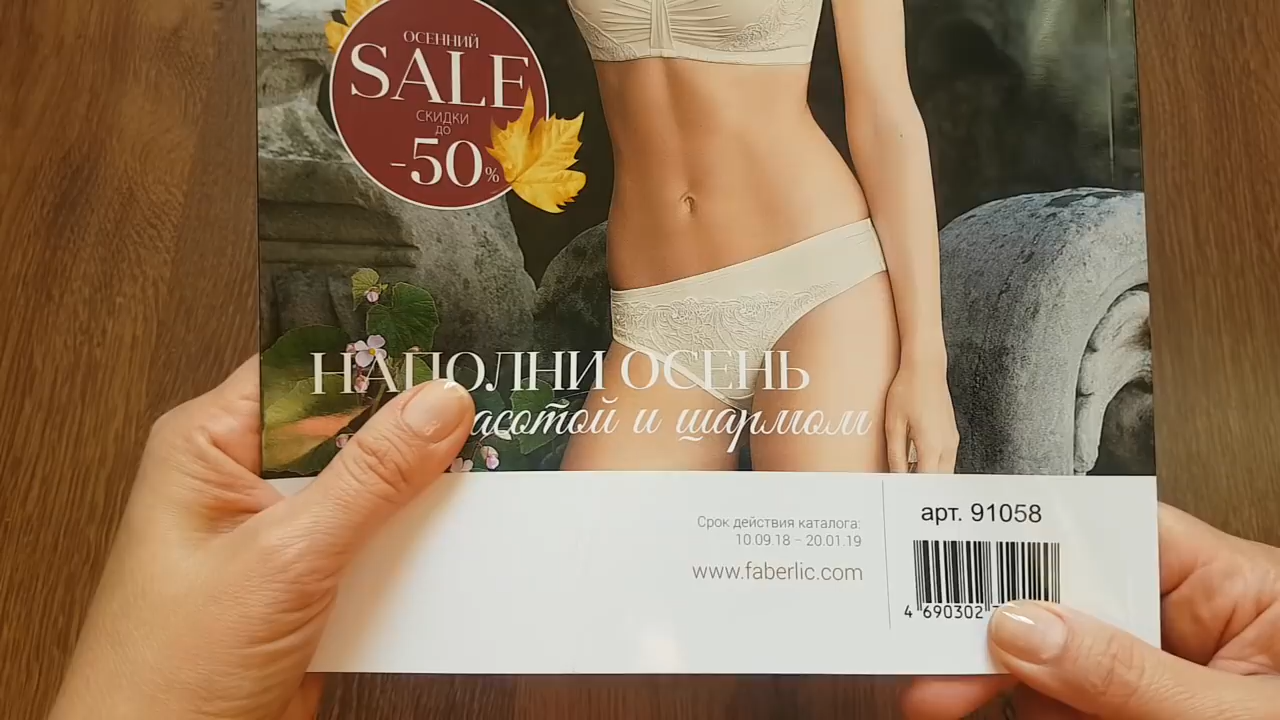 ОСЕННИЙ
SALE
СКИДКИ
ДО
-50%
НАПОЛНИ ОСЕНЬ
и шармом
Срок действия каталога:
10.09.18 - 20.01.19
www.faberlic.com
арт. 91058
4 690302